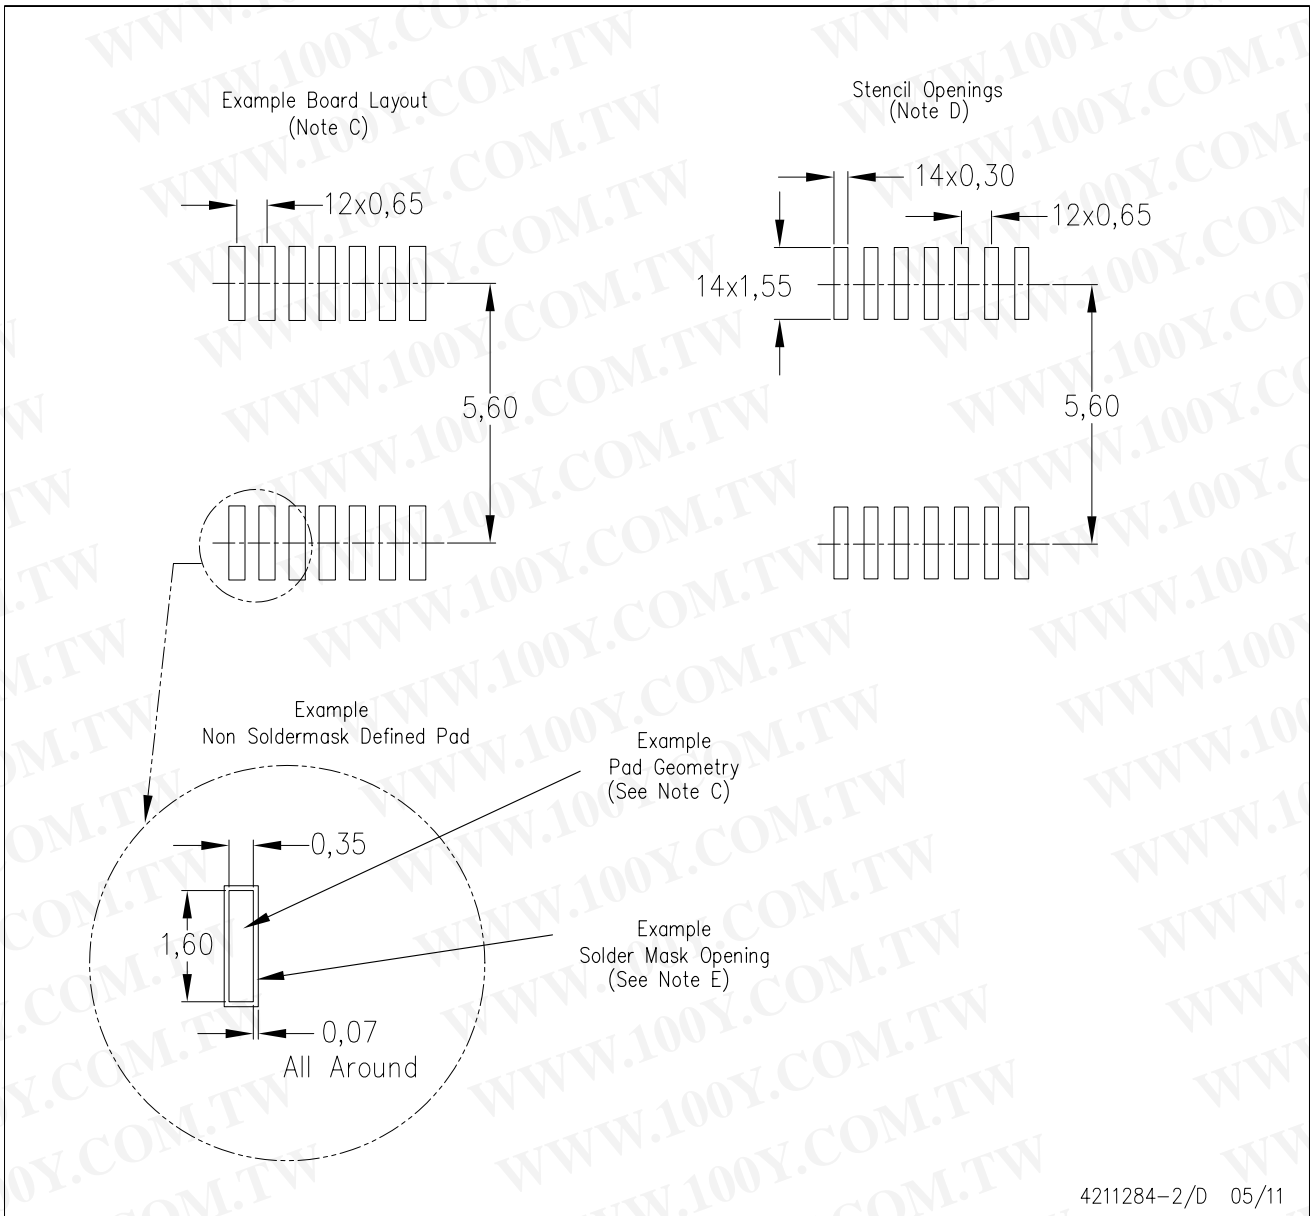 Example Board Layout
(Note C)
Stencil Openings
(Note D)
12x0,65
14x0,30
12x0,65
14x1,55
5,60
5,60
Example
Non Soldermask Defined Pad
Example
Pad Geometry
(See Note C)
0,35
1,60
Example
Solder Mask Opening
(See Note E)
0,07
All Around
4211284-2/D 05/11
WWW.100Y.COM.TW